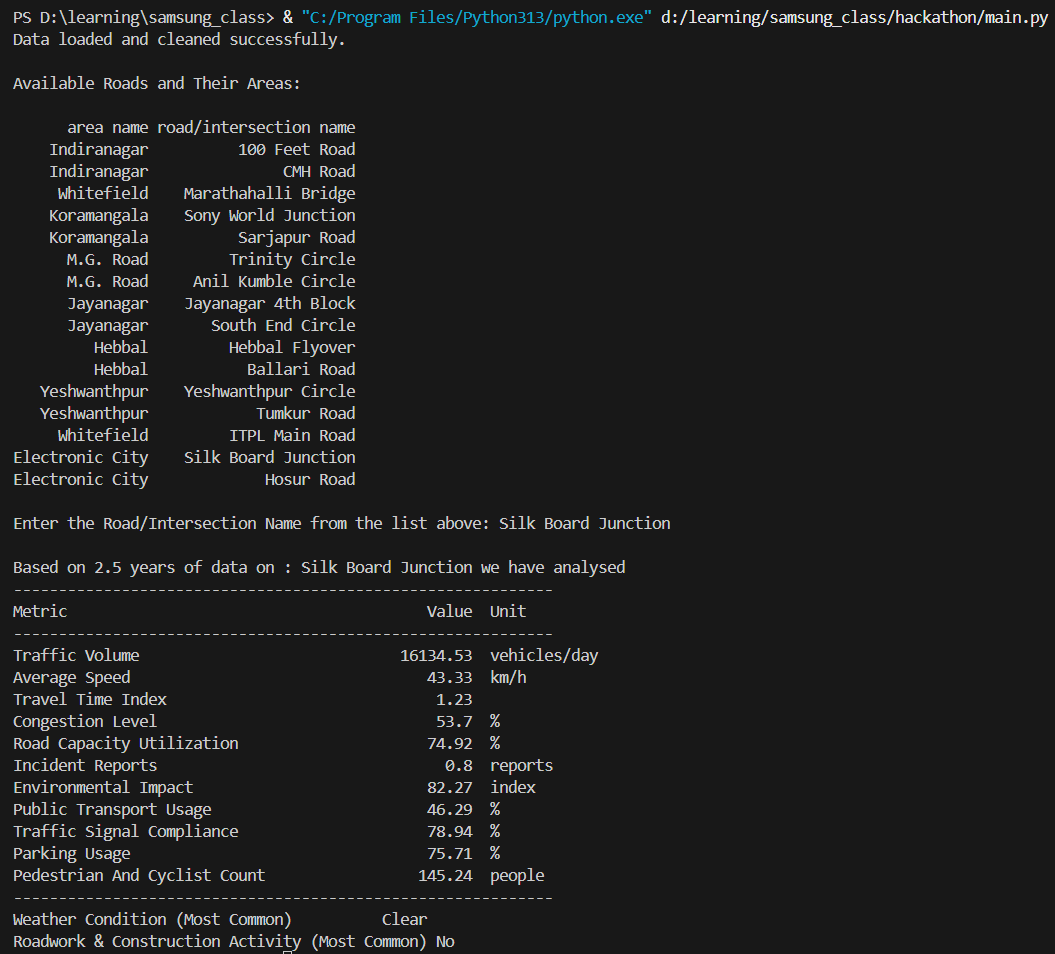 PS D:\learning\samsung_class> & "C:/Program Files/Python313/python.exe" d:/learning/samsung_class/hackathon/main.py
Data loaded and cleaned successfully.
Available Roads and Their Areas:
area name road/intersection name
Indiranagar 100 Feet Road
Indiranagar CMH Road
Whitefield Marathahalli Bridge
Koramangala Sony World Junction
Koramangala Sarjapur Road
M.G. Road Trinity Circle
M.G. Road Anil Kumble Circle
Jayanagar Jayanagar 4th Block
Jayanagar South End Circle
Hebbal Hebbal Flyover
Hebbal Ballari Road
Yeshwanthpur Yeshwanthpur Circle
Yeshwanthpur Tumkur Road
Whitefield ITPL Main Road
Electronic City Silk Board Junction
Electronic City Hosur Road
Enter the Road/Intersection Name from the list above: Silk Board Junction
Based on 2.5 years of data on : Silk Board Junction we have analysed
------------------------------------------------------------
Metric Value Unit
------------------------------------------------------------
Traffic Volume 16134.53 vehicles/day
Average Speed 43.33 km/h
Travel Time Index 1.23
Congestion Level 53.7 %
Road Capacity Utilization 74.92 %
Incident Reports 0.8 reports
Environmental Impact 82.27 index
Public Transport Usage 46.29 %
Traffic Signal Compliance 78.94 %
Parking Usage 75.71 %
Pedestrian And Cyclist Count 145.24 people
------------------------------------------------------------
Weather Condition (Most Common) Clear
Roadwork & Construction Activity (Most Common) No